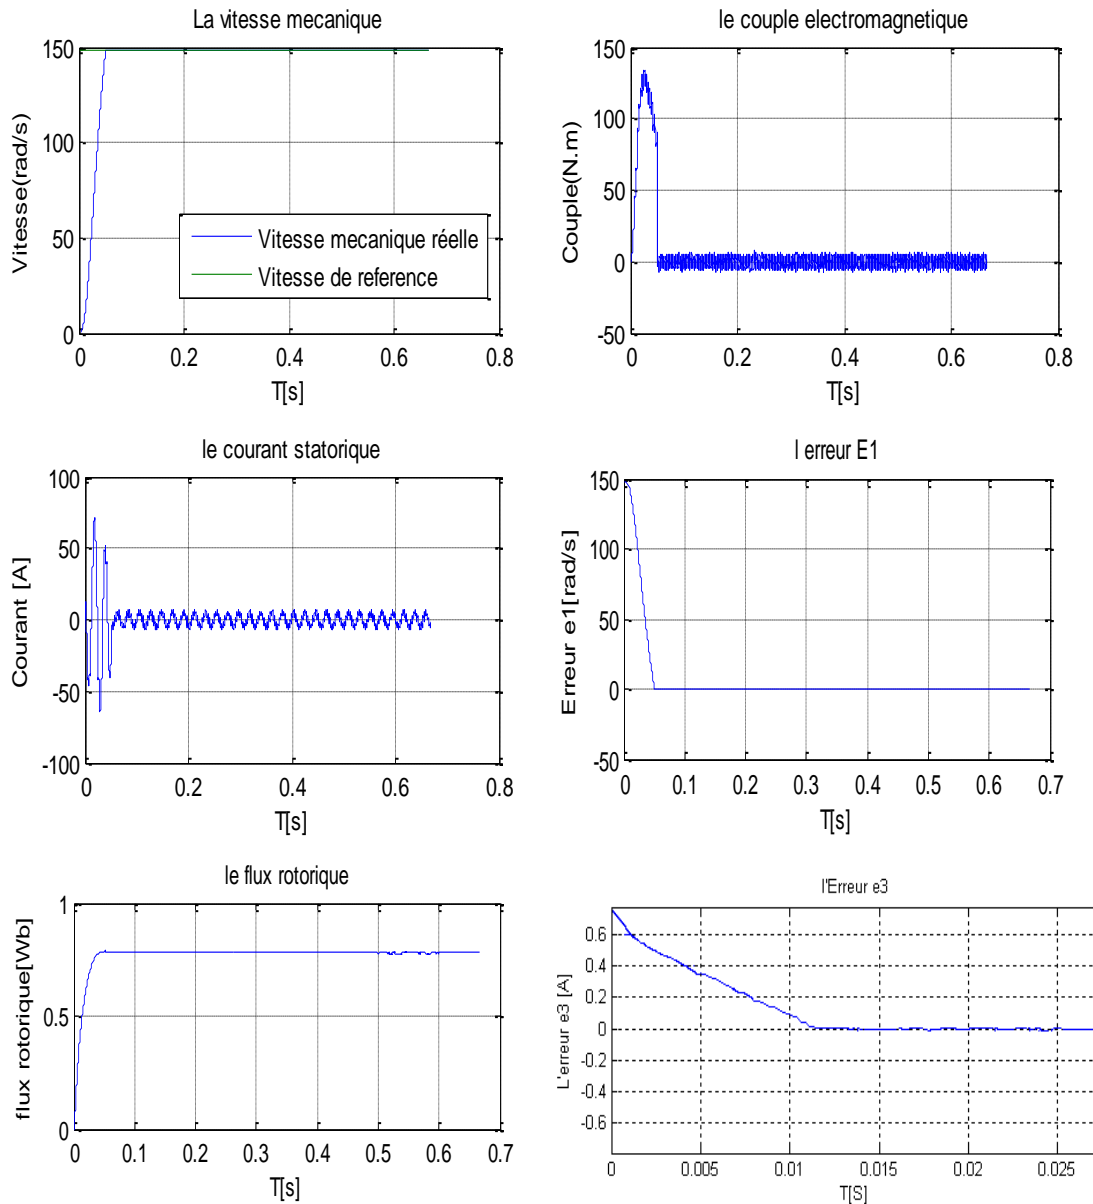 La vitesse mecanique
150
100
50
0
Vitesse(rad/s)
Vitesse mecanique réelle
Vitesse de reference
0 0.2 0.4 0.6 0.8
T[s]
le couple electromagnetique
150
100
50
0
-50
Couple(N.m)
0 0.2 0.4 0.6 0.8
T[s]
le courant statorique
100
50
0
-50
-100
Courant [A]
0 0.2 0.4 0.6 0.8
T[s]
l erreur E1
150
100
50
0
-50
Erreur e1[rad/s]
0 0.1 0.2 0.3 0.4 0.5 0.6 0.7
T[s]
le flux rotorique
1
0.5
0
flux rotorique[Wb]
0 0.1 0.2 0.3 0.4 0.5 0.6 0.7
T[s]
l'Erreur e3
0.6
0.4
0.2
0
-0.2
-0.4
-0.6
L'erreur e3 [A]
0 0.005 0.01 0.015 0.02 0.025
T[S]